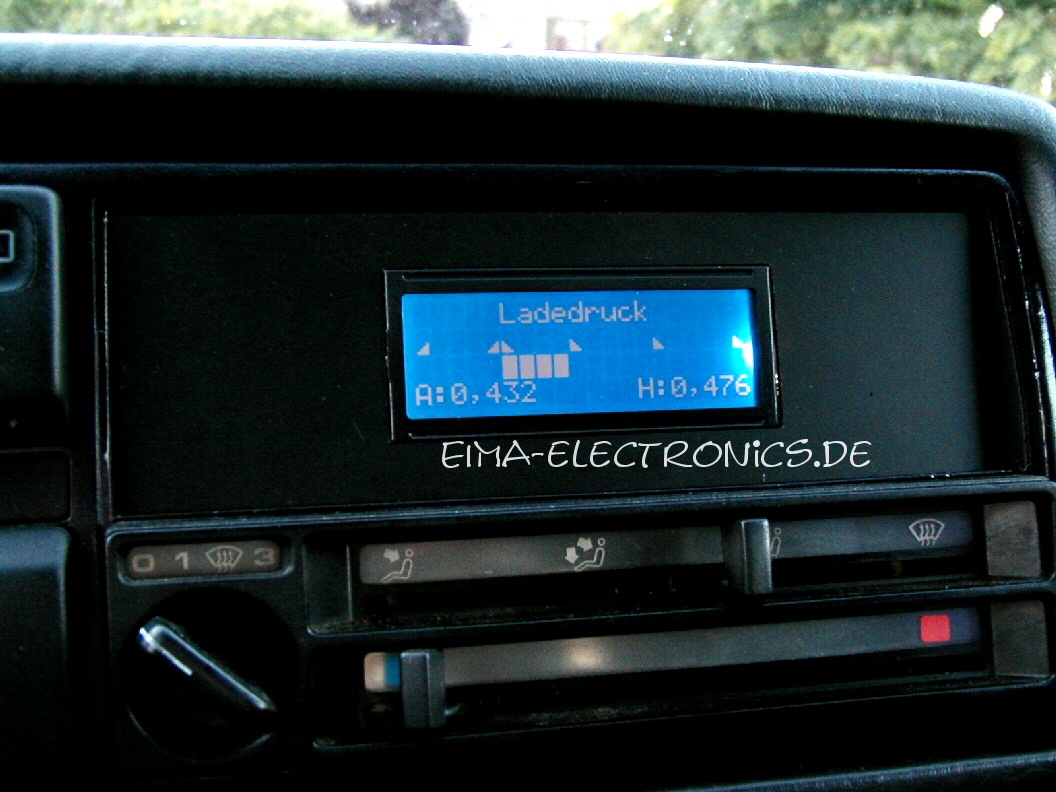 Ladedruck
A:0,432 H:0,476
EIMA-ELECTRONiCS.DE
0 1 3